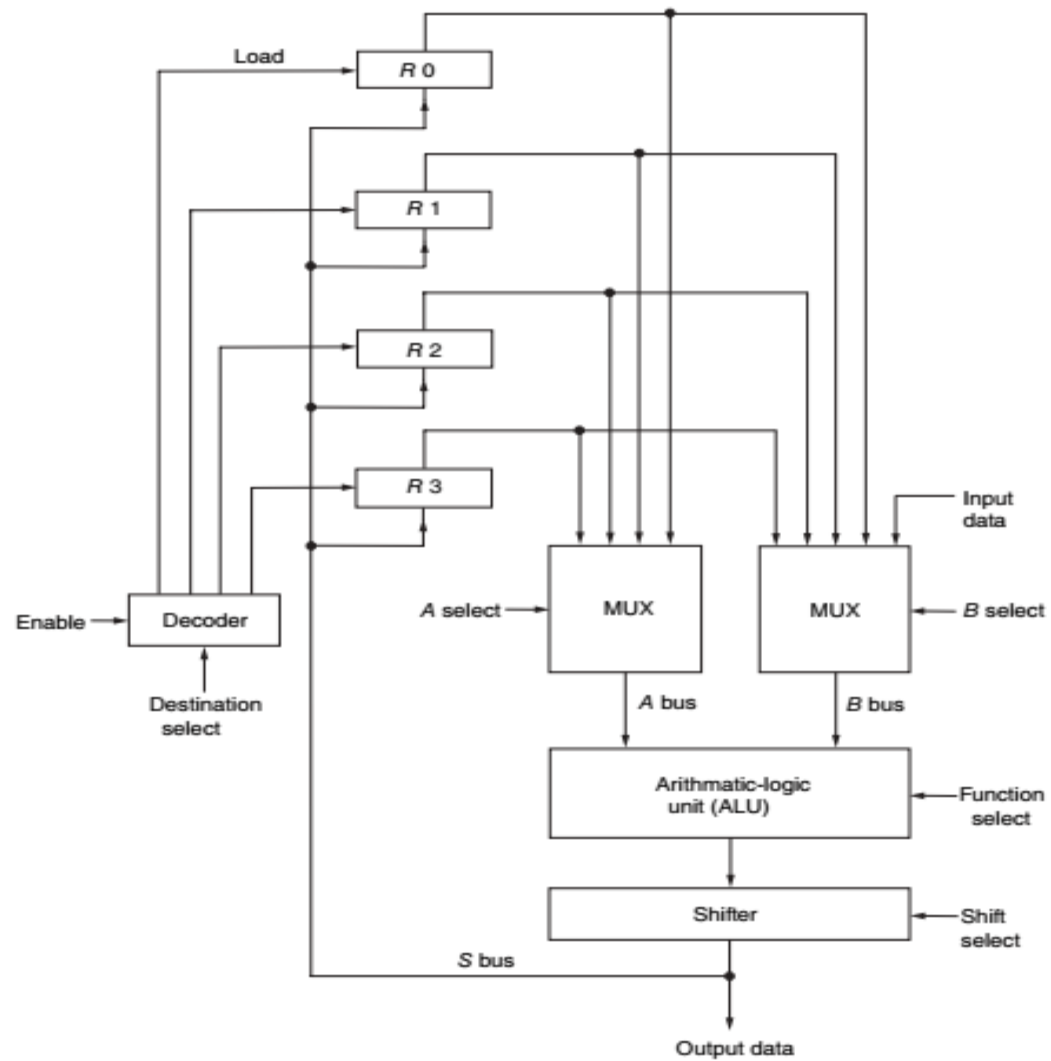 Load
R 0
R 1
R 2
R 3
Input
data
Enable
Decoder
A select
MUX
MUX
B select
Destination
select
A bus
B bus
Arithmatic-logic
unit (ALU)
Function
select
Shifter
Shift
select
S bus
Output data